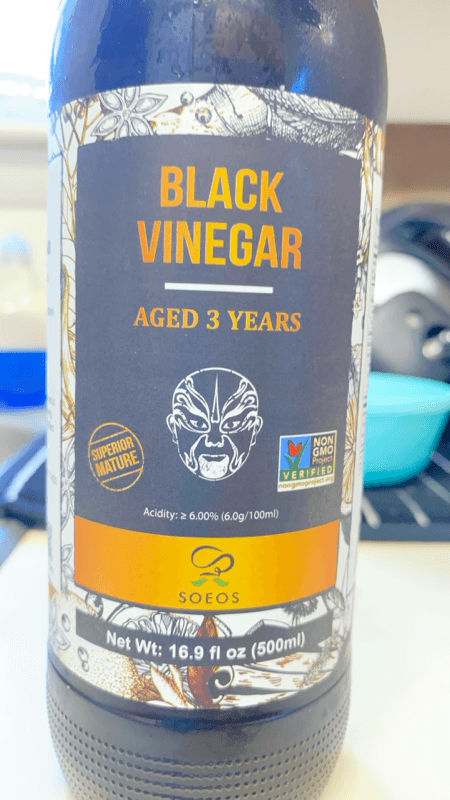 BLACK
VINEGAR
AGED 3 YEARS
SUPERIOR
MATURE
NON
GMO
Project
VERIFIED
nongmoproject.org
Acidity: ≥ 6.00% (6.0g/100ml)
SOEOS
Net Wt: 16.9 fl oz (500ml)